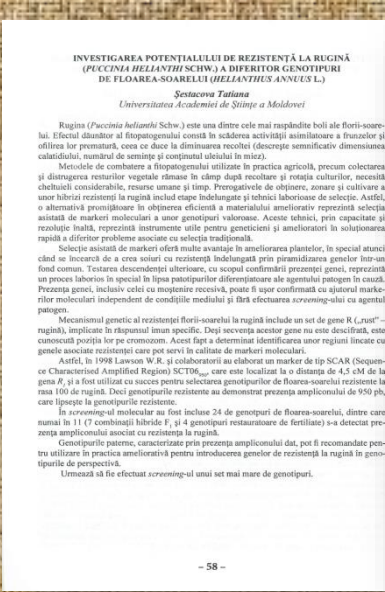 INVESTIGAREA POTENȚIALULUI DE REZISTENȚĂ LA RUGINĂ
(PUCCINIA HELIANTHI SCHW.) A DIFERITOR GENOTIPURI
DE FLOAREA-SOARELUI (HELIANTHUS ANNUUS L.)
Șestacova Tatiana
Universitatea Academiei de Științe a Moldovei
Rugina (Puccinia helianthi Schw.) este una dintre cele mai raspândite boli ale florii-soare-
lui. Efectul dăunător al fitopatogenului constă în scăderea activității asimilatoare a frunzelor și
ofilirea lor prematură, ceea ce duce la diminuarea recoltei (descrește semnificativ dimensiunea
calatidiului, numărul de semințe și conținutul uleiului în miez).
Metodele de combatere a fitopatogenului utilizate în practica agricolă, precum colectarea
și distrugerea resturilor vegetale rămase în câmp după recoltare și rotația culturilor, necesită
cheltuieli considerabile, resurse umane și timp. Prerogativele de obținere, zonare și cultivare a
unor hibrizi rezistenți la rugină includ etape îndelungate și tehnici laborioase de selecție. Astfel,
o alternativă promițătoare în obținerea eficientă a materialului ameliorativ reprezintă selecția
asistată de markeri moleculari a unor genotipuri valoroase. Aceste tehnici, prin capacitate și
rezoluție înaltă, reprezintă instrumente utile pentru geneticieni și amelioratori în soluționarea
rapidă a diferitor probleme asociate cu selecția tradițională.
Selecție asistată de markeri oferă multe avantaje în ameliorarea plantelor, în special atunci
când se încearcă de a crea soiuri cu rezistență îndelungată prin piramidizarea genelor într-un
fond comun. Testarea descendenței ulterioare, cu scopul confirmării prezenței genei, reprezintă
un proces laborios în special în lipsa patotipurilor diferențiatoare ale agentului patogen în cauză.
Prezența genei, inclusiv celei cu moștenire recesivă, poate fi ușor confirmată cu ajutorul marke-
rilor moleculari independent de condițiile mediului și fără efectuarea screening-ului cu agentul
patogen.
Mecanismul genetic al rezistenței florii-soarelui la rugină include un set de gene R („rust” –
rugină), implicate în răspunsul imun specific. Deși secvența acestor gene nu este descifrată, este
cunoscută poziția lor pe cromozom. Acest fapt a determinat identificarea unor regiuni lincate cu
genele asociate rezistenței care pot servi în calitate de markeri moleculari.
Astfel, în 1998 Lawson W.R. și colaboratorii au elaborat un marker de tip SCAR (Sequen-
ce Characterised Amplified Region) SCT06₉₅₀, care este localizat la o distanța de 4,5 cM de la
gena R₁ și a fost utilizat cu succes pentru selectarea genotipurilor de floarea-soarelui rezistente la
rasa 100 de rugină. Deci genotipurile rezistente au demonstrat prezența ampliconului de 950 pb,
care lipsește la genotipurile rezistente.
În screening-ul molecular au fost incluse 24 de genotipuri de floarea-soarelui, dintre care
numai în 11 (7 combinații hibride F₁ și 4 genotipuri restauratoare de fertiliate) s-a detectat pre-
zența ampliconului asociat cu rezistența la rugină.
Genotipurile paterne, caracterizate prin prezența ampliconului dat, pot fi recomandate pen-
tru utilizare în practica ameliorativă pentru introducerea genelor de rezistență la rugină în geno-
tipurile de perspectivă.
Urmează să fie efectuat screening-ul unui set mai mare de genotipuri.
– 58 –